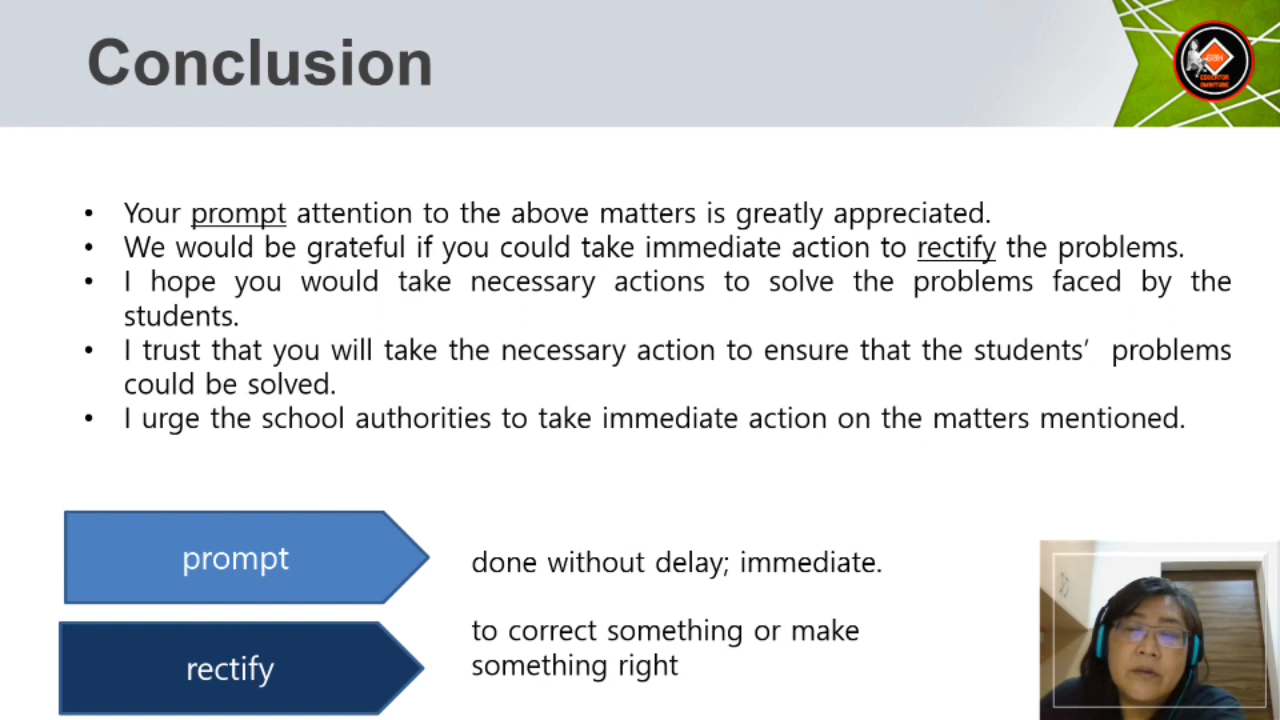 Conclusion
• Your prompt attention to the above matters is greatly appreciated.
• We would be grateful if you could take immediate action to rectify the problems.
• I hope you would take necessary actions to solve the problems faced by the
students.
• I trust that you will take the necessary action to ensure that the students’ problems
could be solved.
• I urge the school authorities to take immediate action on the matters mentioned.
prompt
done without delay; immediate.
rectify
to correct something or make
something right